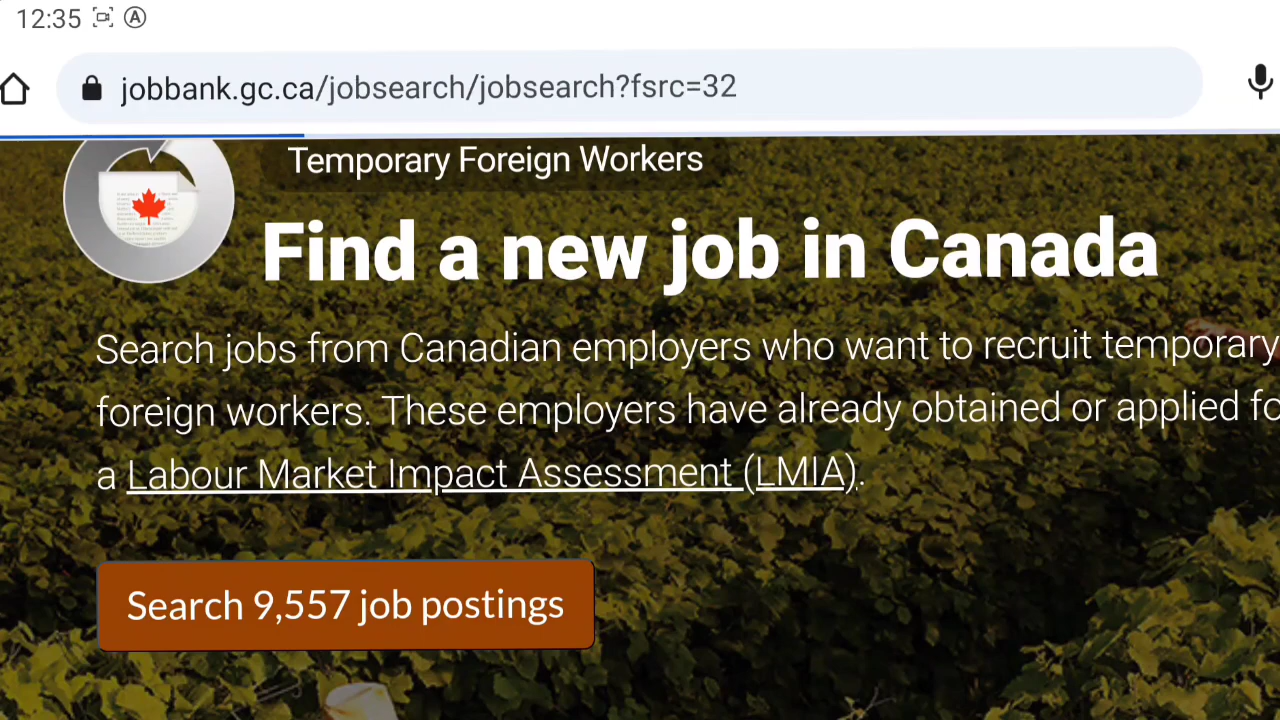 12:35
jobbank.gc.ca/jobsearch/jobsearch?fsrc=32
Temporary Foreign Workers
Find a new job in Canada
Search jobs from Canadian employers who want to recruit temporary
foreign workers. These employers have already obtained or applied fo
a Labour Market Impact Assessment (LMIA).
Search 9,557 job postings